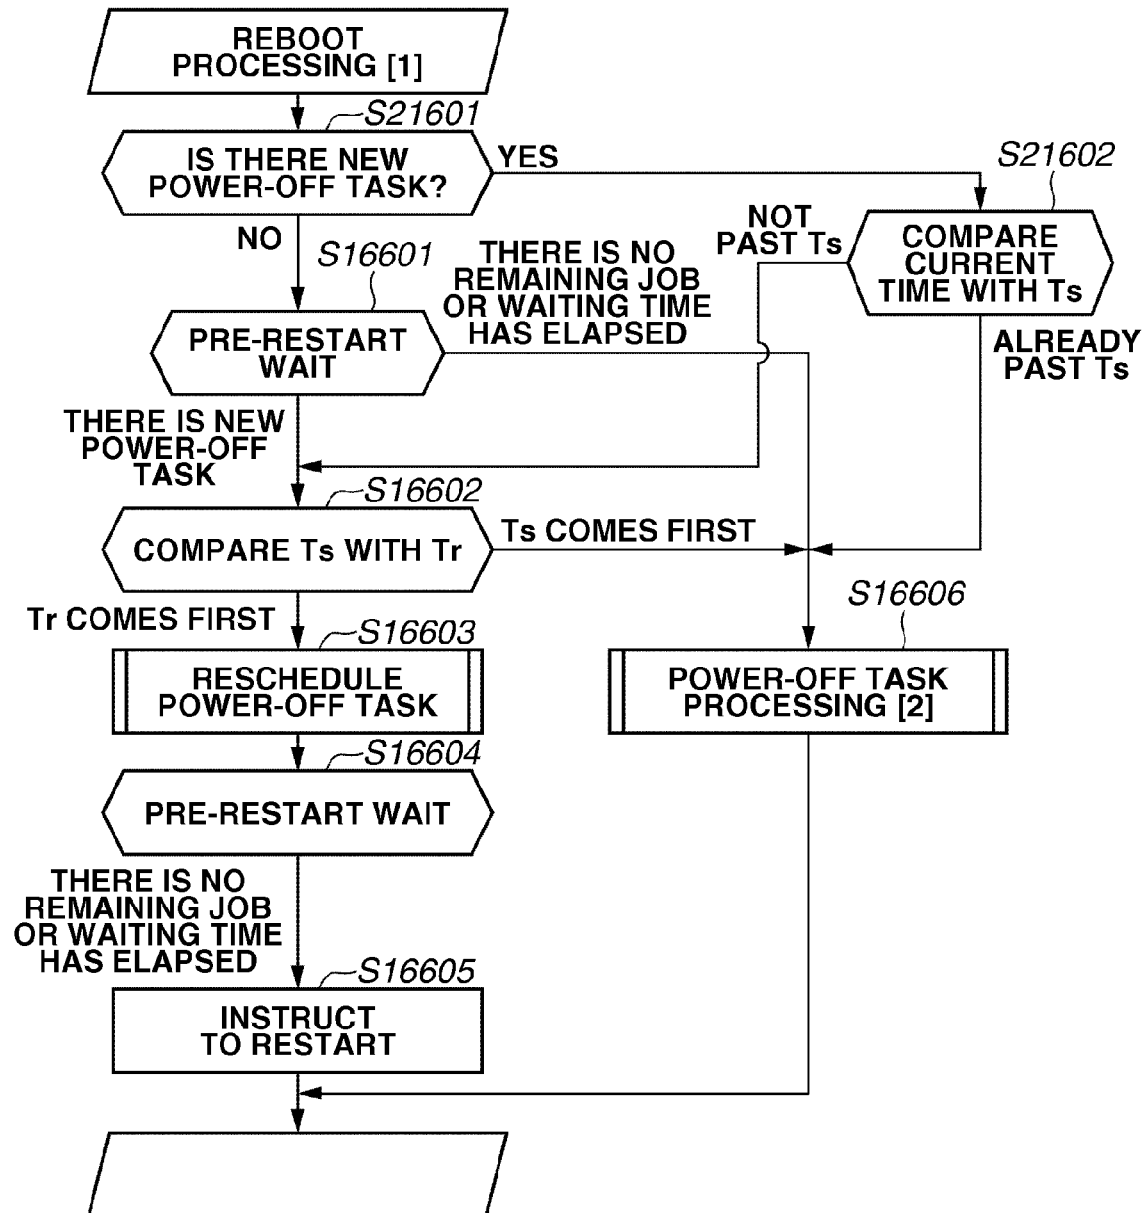 REBOOT
PROCESSING [1]
S21601
IS THERE NEW
POWER-OFF TASK?
YES
S21602
NO
NOT
PAST Ts
COMPARE
CURRENT
TIME WITH Ts
S16601
THERE IS NO
REMAINING JOB
OR WAITING TIME
HAS ELAPSED
PRE-RESTART
WAIT
ALREADY
PAST Ts
THERE IS NEW
POWER-OFF
TASK
S16602
COMPARE Ts WITH Tr
Ts COMES FIRST
Tr COMES FIRST
S16603
S16606
RESCHEDULE
POWER-OFF TASK
POWER-OFF TASK
PROCESSING [2]
S16604
PRE-RESTART WAIT
THERE IS NO
REMAINING JOB
OR WAITING TIME
HAS ELAPSED
S16605
INSTRUCT
TO RESTART